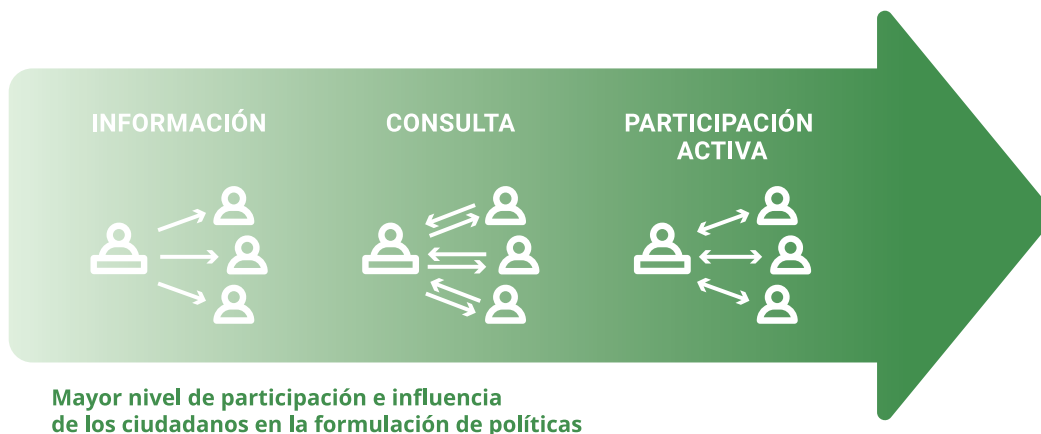 INFORMACIÓN
CONSULTA
PARTICIPACIÓN
ACTIVA
Mayor nivel de participación e influencia
de los ciudadanos en la formulación de políticas